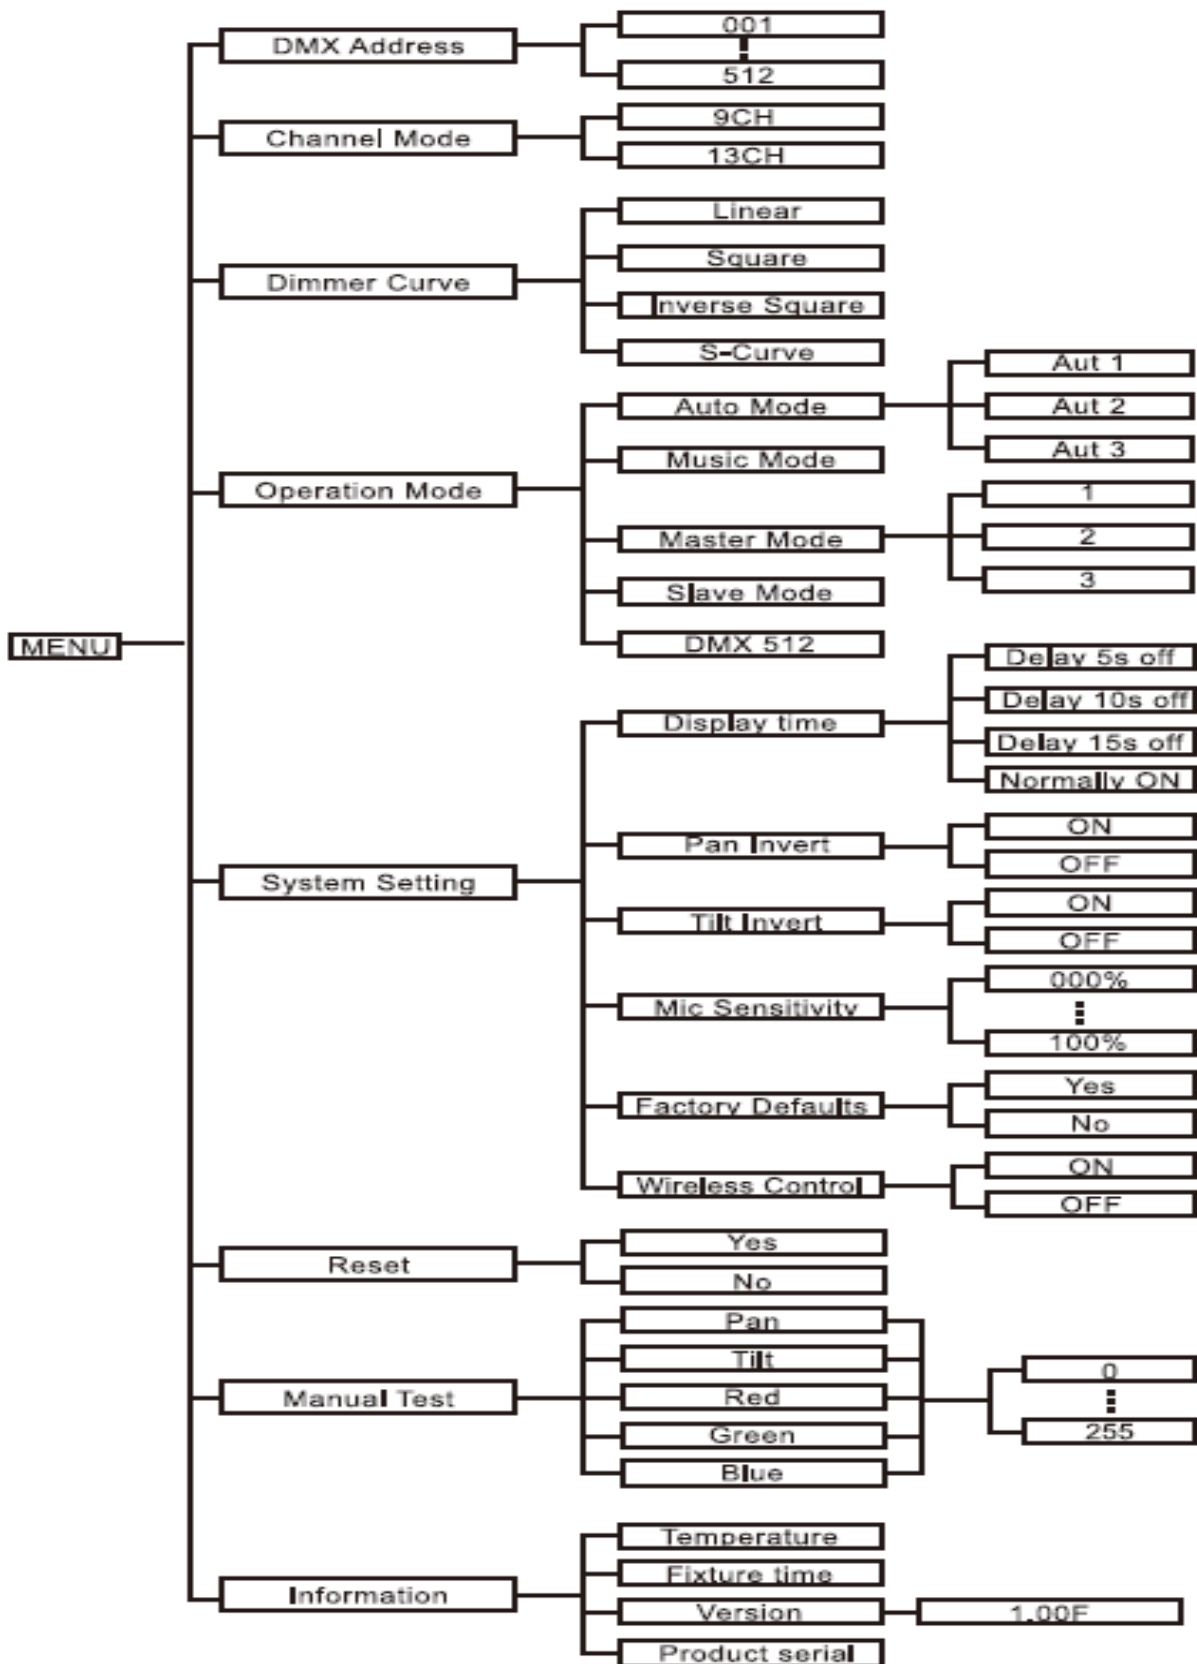 MENU
DMX Address
001
512
Channel Mode
9CH
13CH
Dimmer Curve
Linear
Square
Inverse Square
S-Curve
Operation Mode
Auto Mode
Aut 1
Aut 2
Aut 3
Music Mode
Master Mode
1
2
3
Slave Mode
DMX 512
System Setting
Display time
Delay 5s off
Delay 10s off
Delay 15s off
Normally ON
Pan Invert
ON
OFF
Tilt Invert
ON
OFF
Mic Sensitivity
000%
100%
Factory Defaults
Yes
No
Wireless Control
ON
OFF
Reset
Yes
No
Manual Test
Pan
Tilt
Red
Green
Blue
0
255
Information
Temperature
Fixture time
Version
1.00F
Product serial